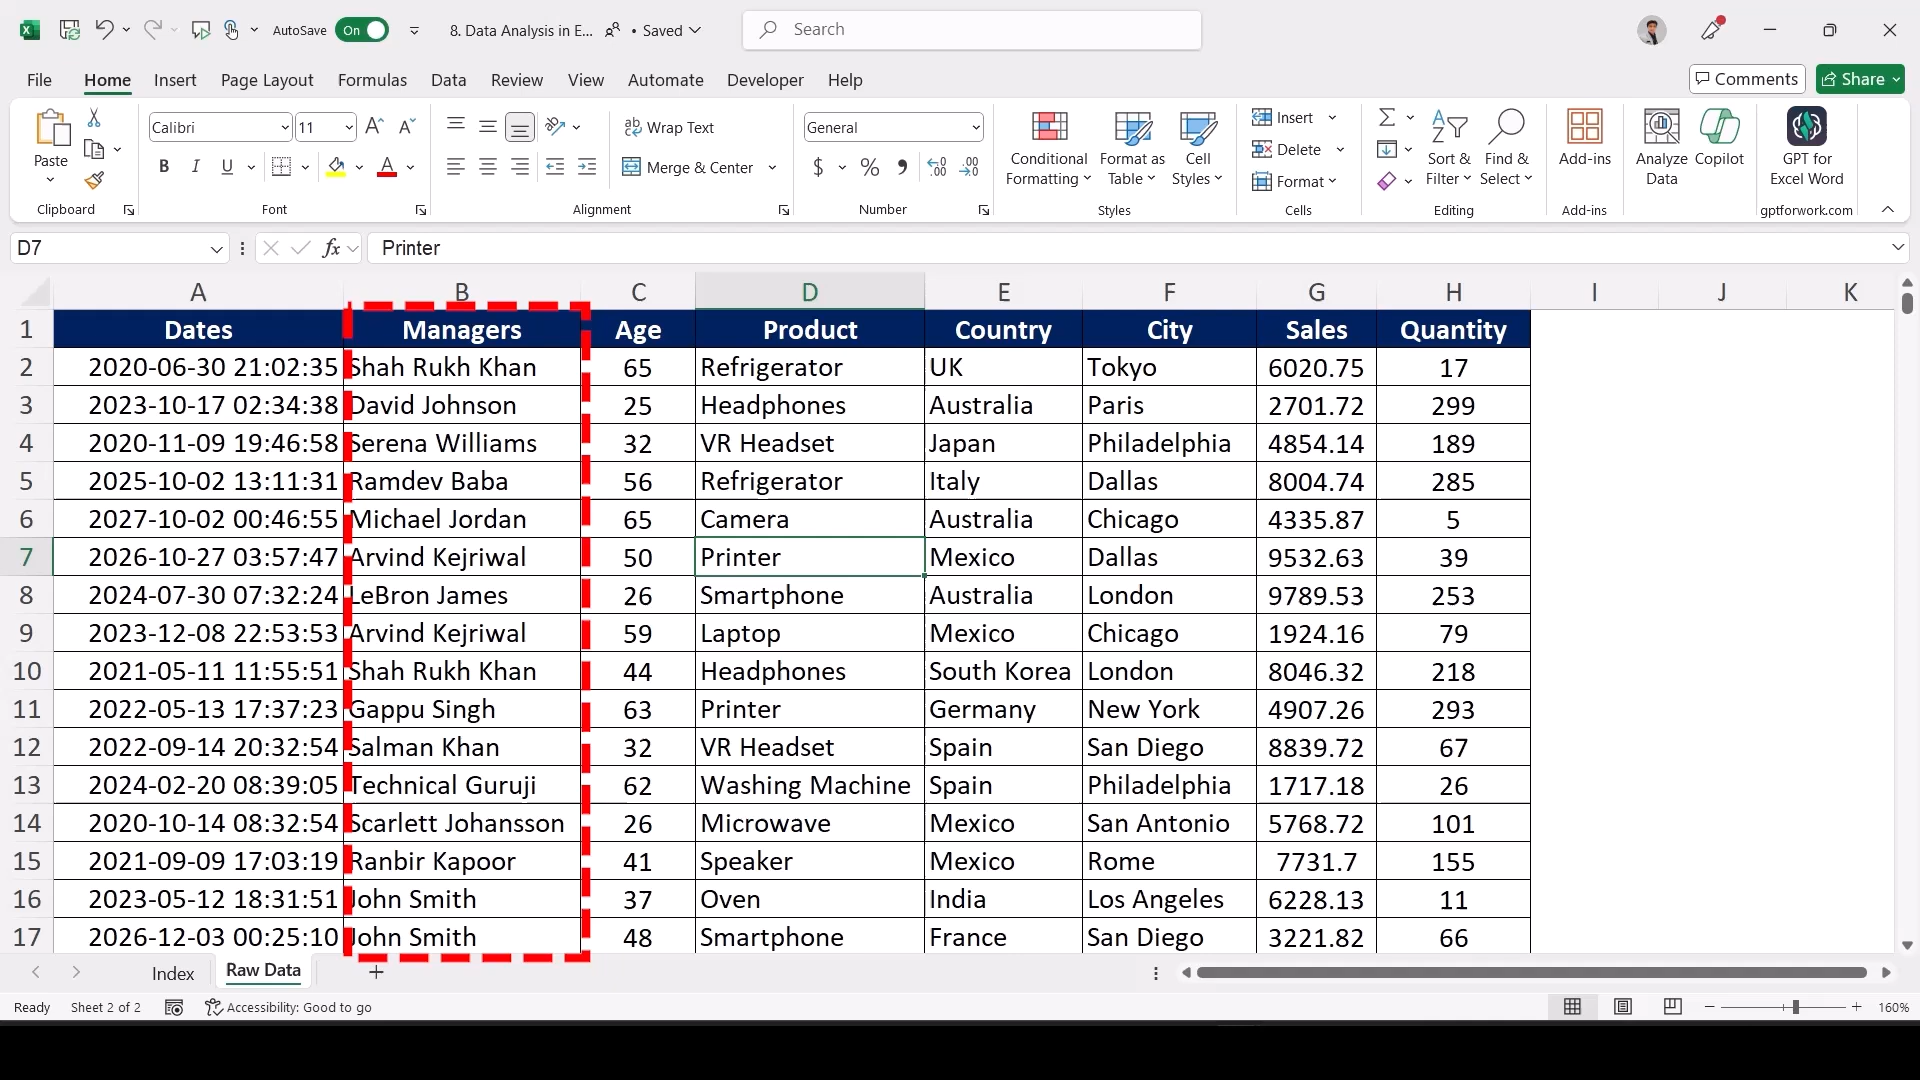 AutoSave On 8. Data Analysis in E... • Saved Search
File Home Insert Page Layout Formulas Data Review View Automate Developer Help Comments Share
Paste Calibri 11 B I U A Wrap Text Merge & Center General $ % Conditional Formatting Format as Table Cell Styles Insert Delete Format Sort & Filter Find & Select Add-ins Analyze Data Copilot GPT for Excel Word
Clipboard Font Alignment Number Styles Cells Editing Add-ins gptforwork.com
D7 fx Printer
A B C D E F G H I J K
1 Dates Managers Age Product Country City Sales Quantity
2 2020-06-30 21:02:35 Shah Rukh Khan 65 Refrigerator UK Tokyo 6020.75 17
3 2023-10-17 02:34:38 David Johnson 25 Headphones Australia Paris 2701.72 299
4 2020-11-09 19:46:58 Serena Williams 32 VR Headset Japan Philadelphia 4854.14 189
5 2025-10-02 13:11:31 Ramdev Baba 56 Refrigerator Italy Dallas 8004.74 285
6 2027-10-02 00:46:55 Michael Jordan 65 Camera Australia Chicago 4335.87 5
7 2026-10-27 03:57:47 Arvind Kejriwal 50 Printer Mexico Dallas 9532.63 39
8 2024-07-30 07:32:24 LeBron James 26 Smartphone Australia London 9789.53 253
9 2023-12-08 22:53:53 Arvind Kejriwal 59 Laptop Mexico Chicago 1924.16 79
10 2021-05-11 11:55:51 Shah Rukh Khan 44 Headphones South Korea London 8046.32 218
11 2022-05-13 17:37:23 Gappu Singh 63 Printer Germany New York 4907.26 293
12 2022-09-14 20:32:54 Salman Khan 32 VR Headset Spain San Diego 8839.72 67
13 2024-02-20 08:39:05 Technical Guruji 62 Washing Machine Spain Philadelphia 1717.18 26
14 2020-10-14 08:32:54 Scarlett Johansson 26 Microwave Mexico San Antonio 5768.72 101
15 2021-09-09 17:03:19 Ranbir Kapoor 41 Speaker Mexico Rome 7731.7 155
16 2023-05-12 18:31:51 John Smith 37 Oven India Los Angeles 6228.13 11
17 2026-12-03 00:25:10 John Smith 48 Smartphone France San Diego 3221.82 66
Index Raw Data
Ready Sheet 2 of 2 Accessibility: Good to go 160%